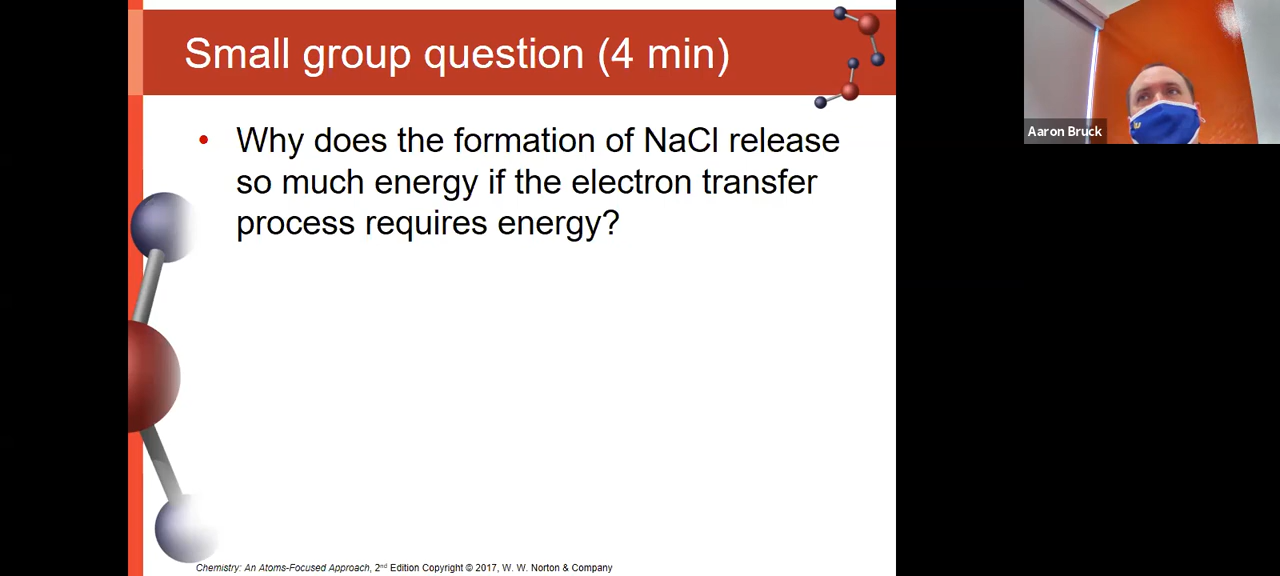 Small group question (4 min)
Aaron Bruck
• Why does the formation of NaCl release
so much energy if the electron transfer
process requires energy?
Chemistry: An Atoms-Focused Approach, 2nd Edition Copyright © 2017, W. W. Norton & Company